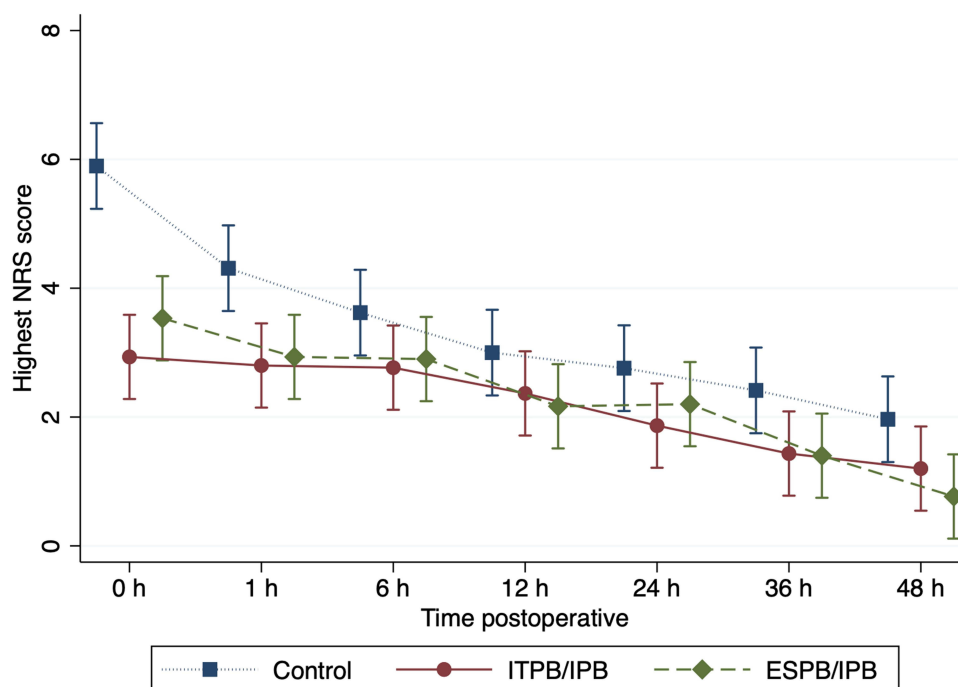 Highest NRS score
8
6
4
2
0
0 h 1 h 6 h 12 h 24 h 36 h 48 h
Time postoperative
Control ITPB/IPB ESPB/IPB